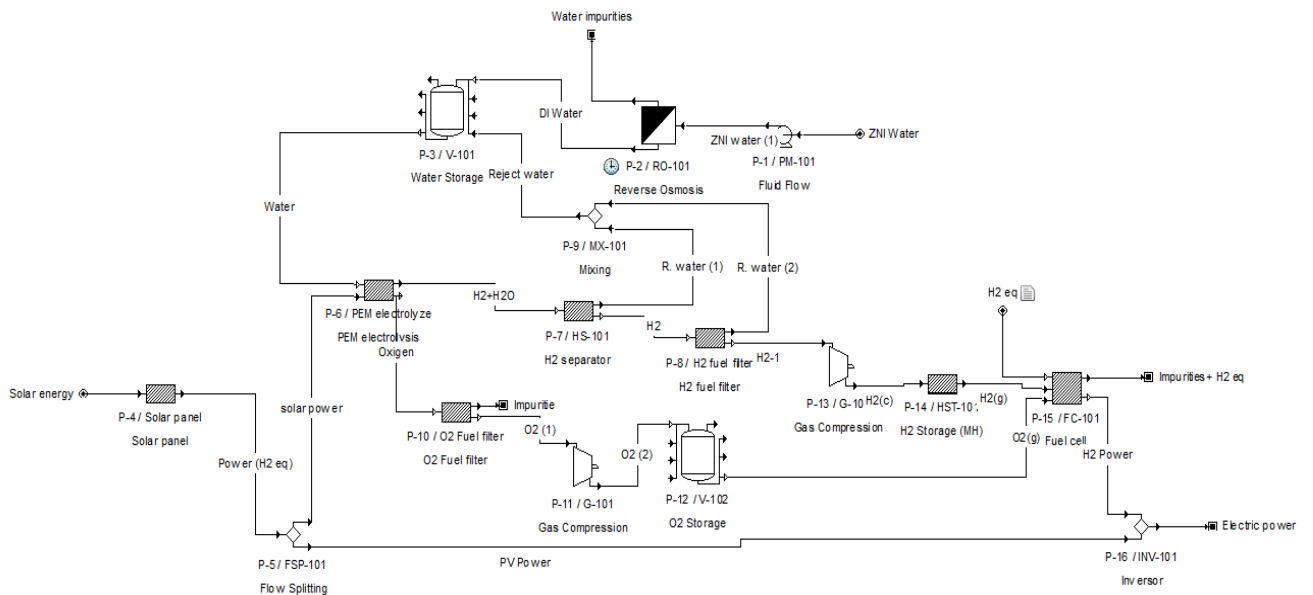 Water impurities
DI Water
ZNI water (1)
ZNI Water
P-3 / V-101
Water Storage
Reject water
P-2 / RO-101
Reverse Osmosis
P-1 / PM-101
Fluid Flow
Water
P-9 / MX-101
Mixing
R. water (1)
R. water (2)
H2+H2O
H2 eq
P-6 / PEM electrolyze
PEM electrolysis
Oxigen
P-7 / HS-101
H2 separator
H2
P-8 / H2 fuel filter
H2 fuel filter
H2-1
P-13 / G-10
Gas Compression
H2(c)
P-14 / HST-101
H2 Storage (MH)
H2(g)
Impurities+ H2 eq
P-15 / FC-101
Fuel cell
O2(g)
H2 Power
Solar energy
P-4 / Solar panel
Solar panel
solar power
Impuritie
P-10 / O2 Fuel filter
O2 Fuel filter
O2 (1)
P-11 / G-101
Gas Compression
O2 (2)
P-12 / V-102
O2 Storage
Power (H2 eq)
P-5 / FSP-101
Flow Splitting
PV Power
Electric power
P-16 / INV-101
Inversor